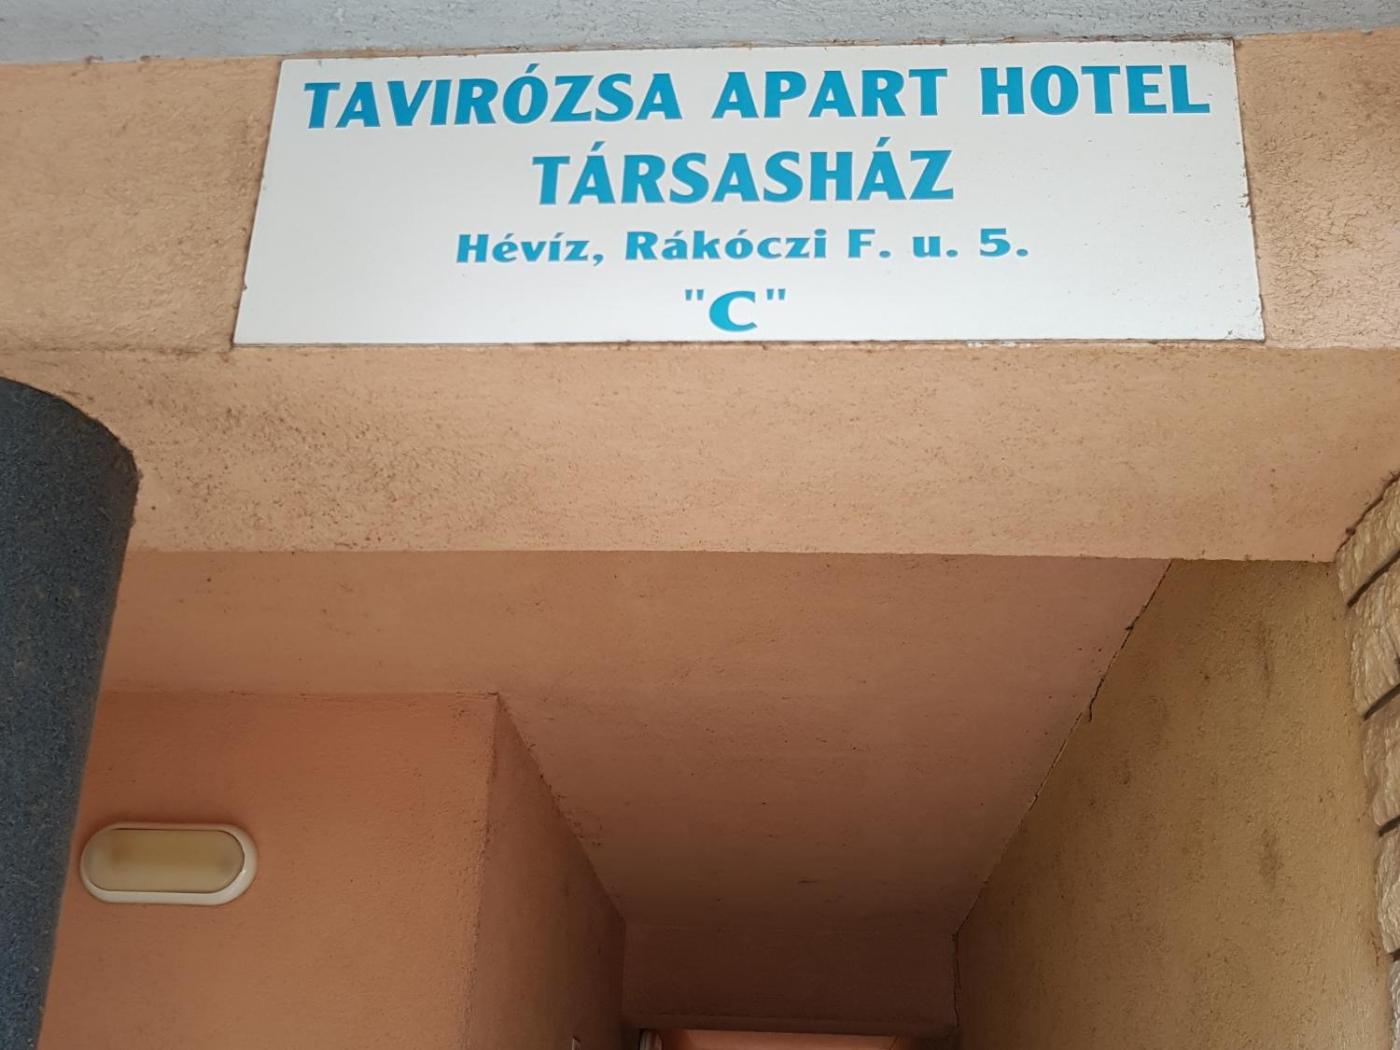 TAVIRÓZSA APART HOTEL
TÁRSASHÁZ
Hévíz, Rákóczi F. u. 5.
"C"